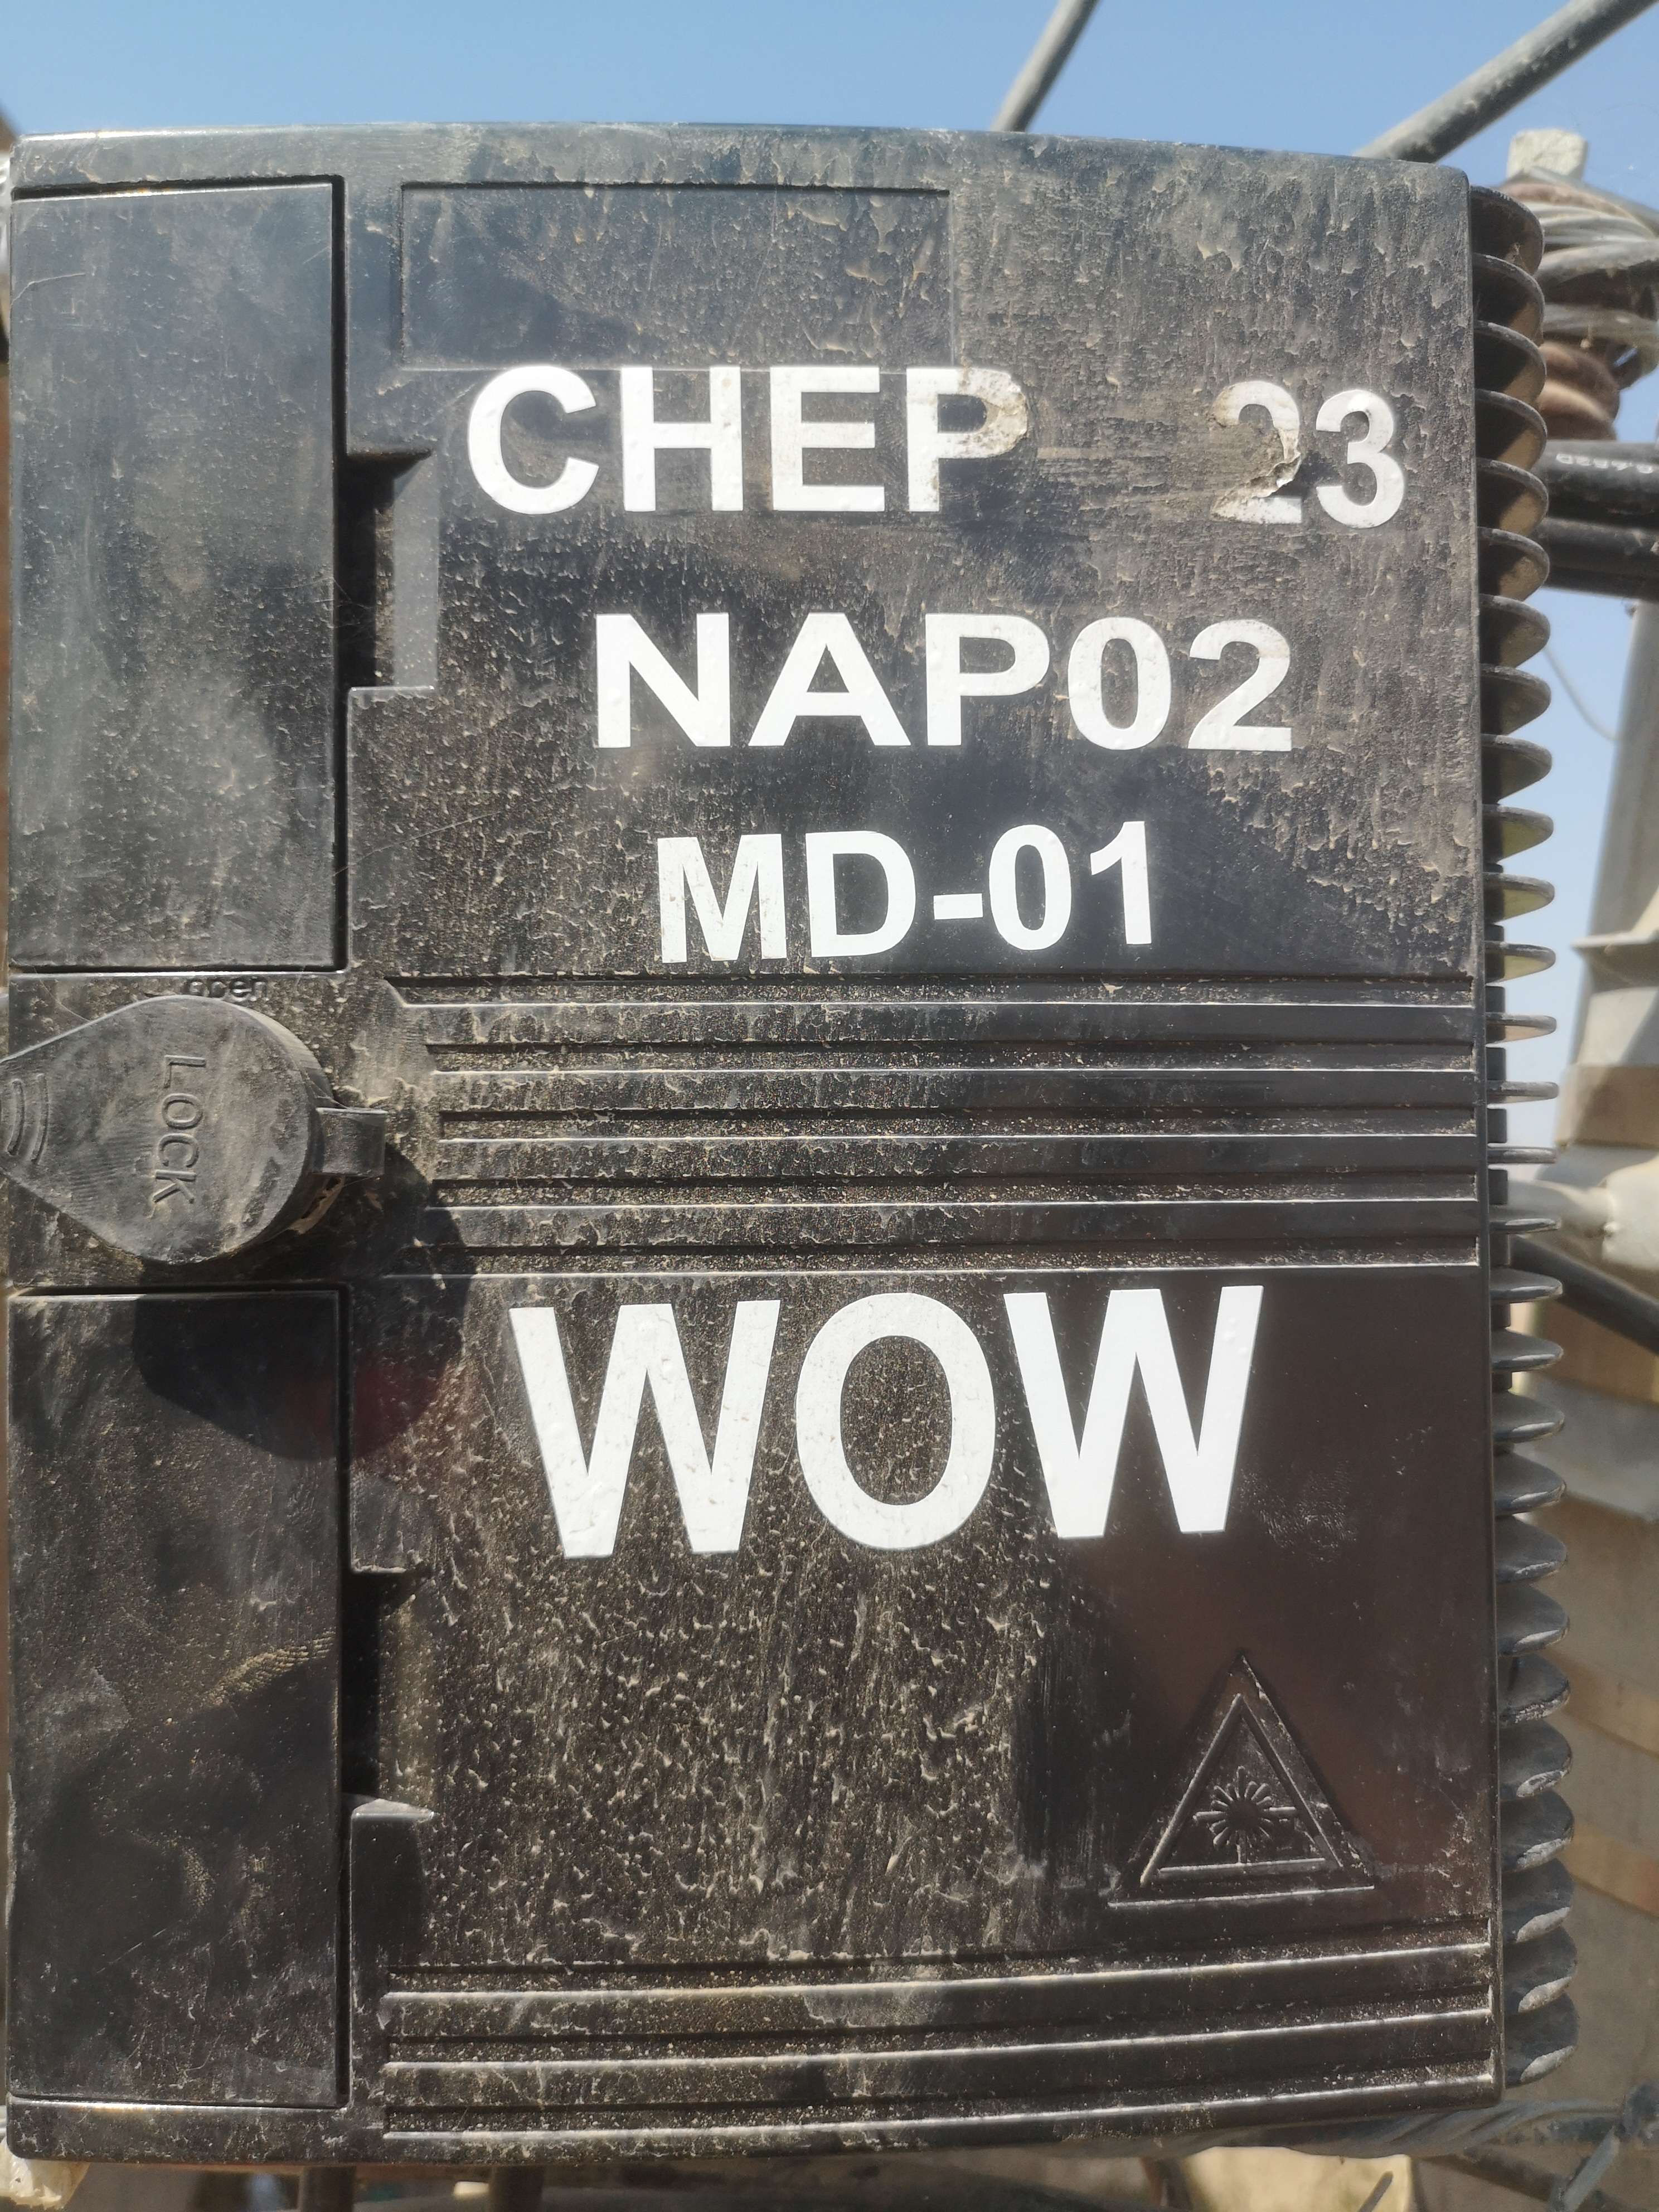 CHEP 23
NAP02
MD-01
open
LOCK
WOW